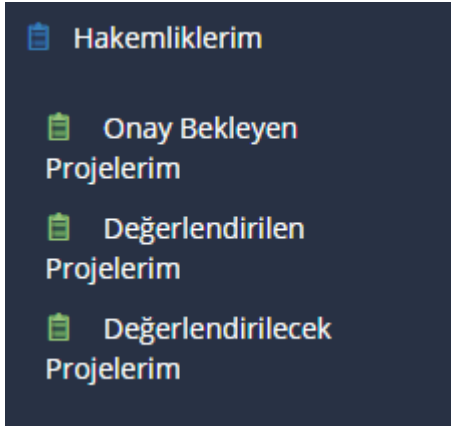 Hakemliklerim
Onay Bekleyen
Projelerim
Değerlendirilen
Projelerim
Değerlendirilecek
Projelerim